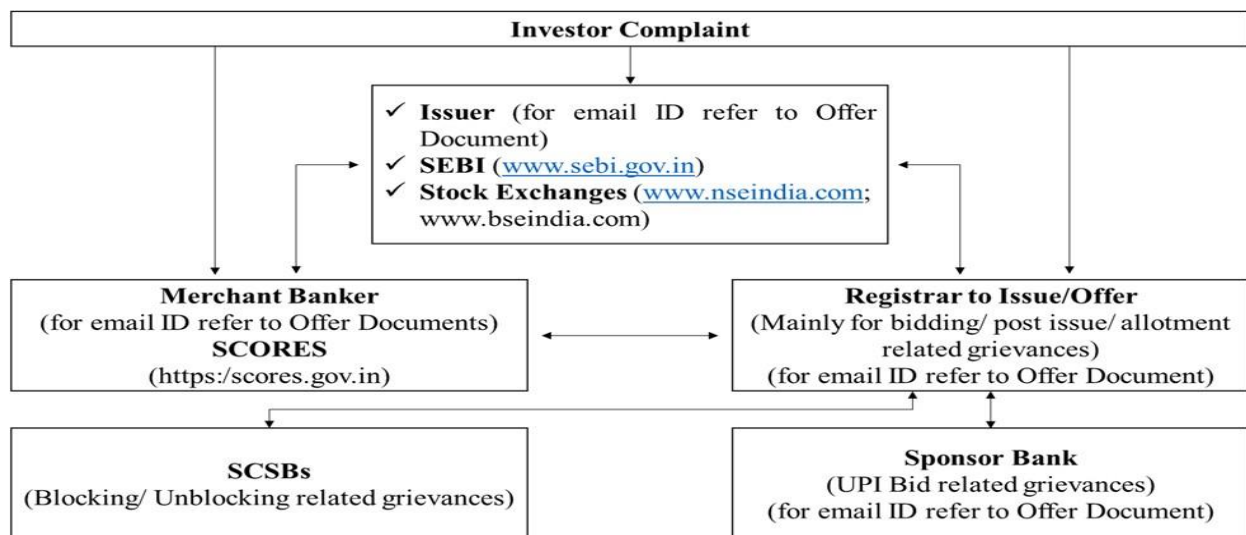 Investor Complaint
✓ Issuer (for email ID refer to Offer
Document)
✓ SEBI (www.sebi.gov.in)
✓ Stock Exchanges (www.nseindia.com;
www.bseindia.com)
Merchant Banker
(for email ID refer to Offer Documents)
SCORES
(https:/scores.gov.in)
Registrar to Issue/Offer
(Mainly for bidding/ post issue/ allotment
related grievances)
(for email ID refer to Offer Document)
SCSBs
(Blocking/ Unblocking related grievances)
Sponsor Bank
(UPI Bid related grievances)
(for email ID refer to Offer Document)